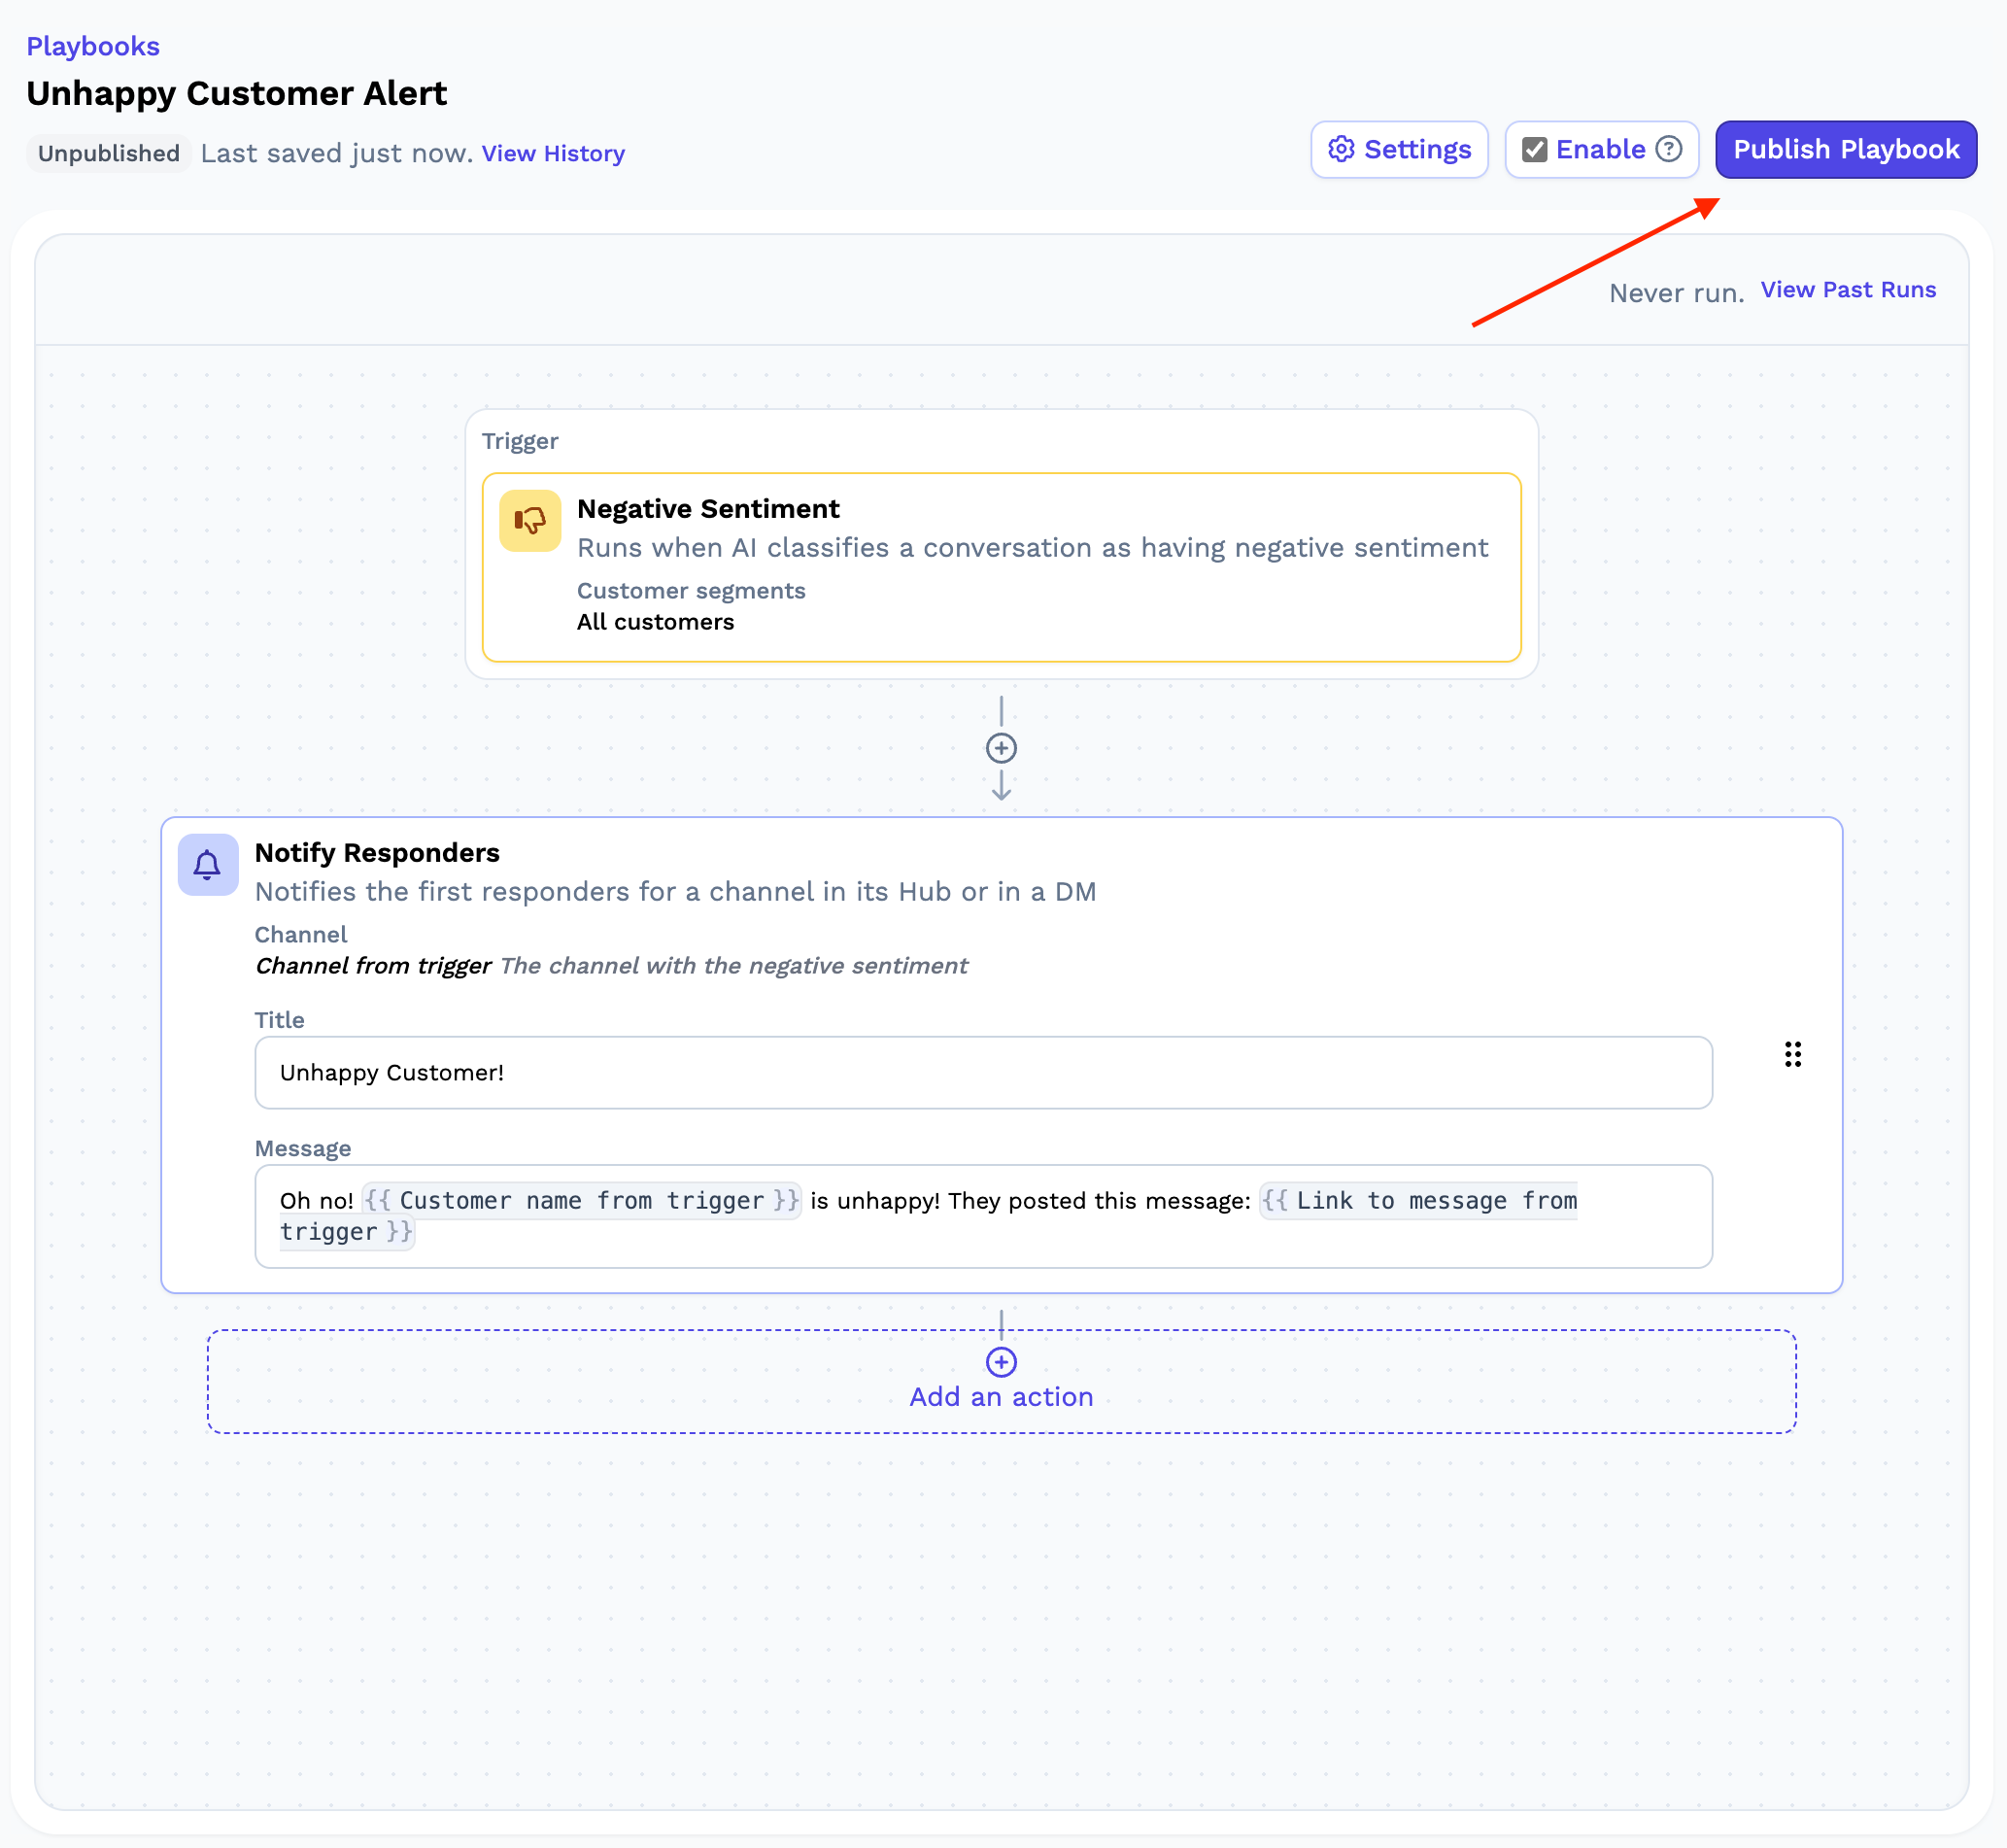 Playbooks
Unhappy Customer Alert
Unpublished Last saved just now. View History
Settings Enable Publish Playbook
Never run. View Past Runs
Trigger
Negative Sentiment
Runs when AI classifies a conversation as having negative sentiment
Customer segments
All customers
Notify Responders
Notifies the first responders for a channel in its Hub or in a DM
Channel
Channel from trigger The channel with the negative sentiment
Title
Unhappy Customer!
Message
Oh no! {{ Customer name from trigger }} is unhappy! They posted this message: {{ Link to message from
trigger }}
Add an action